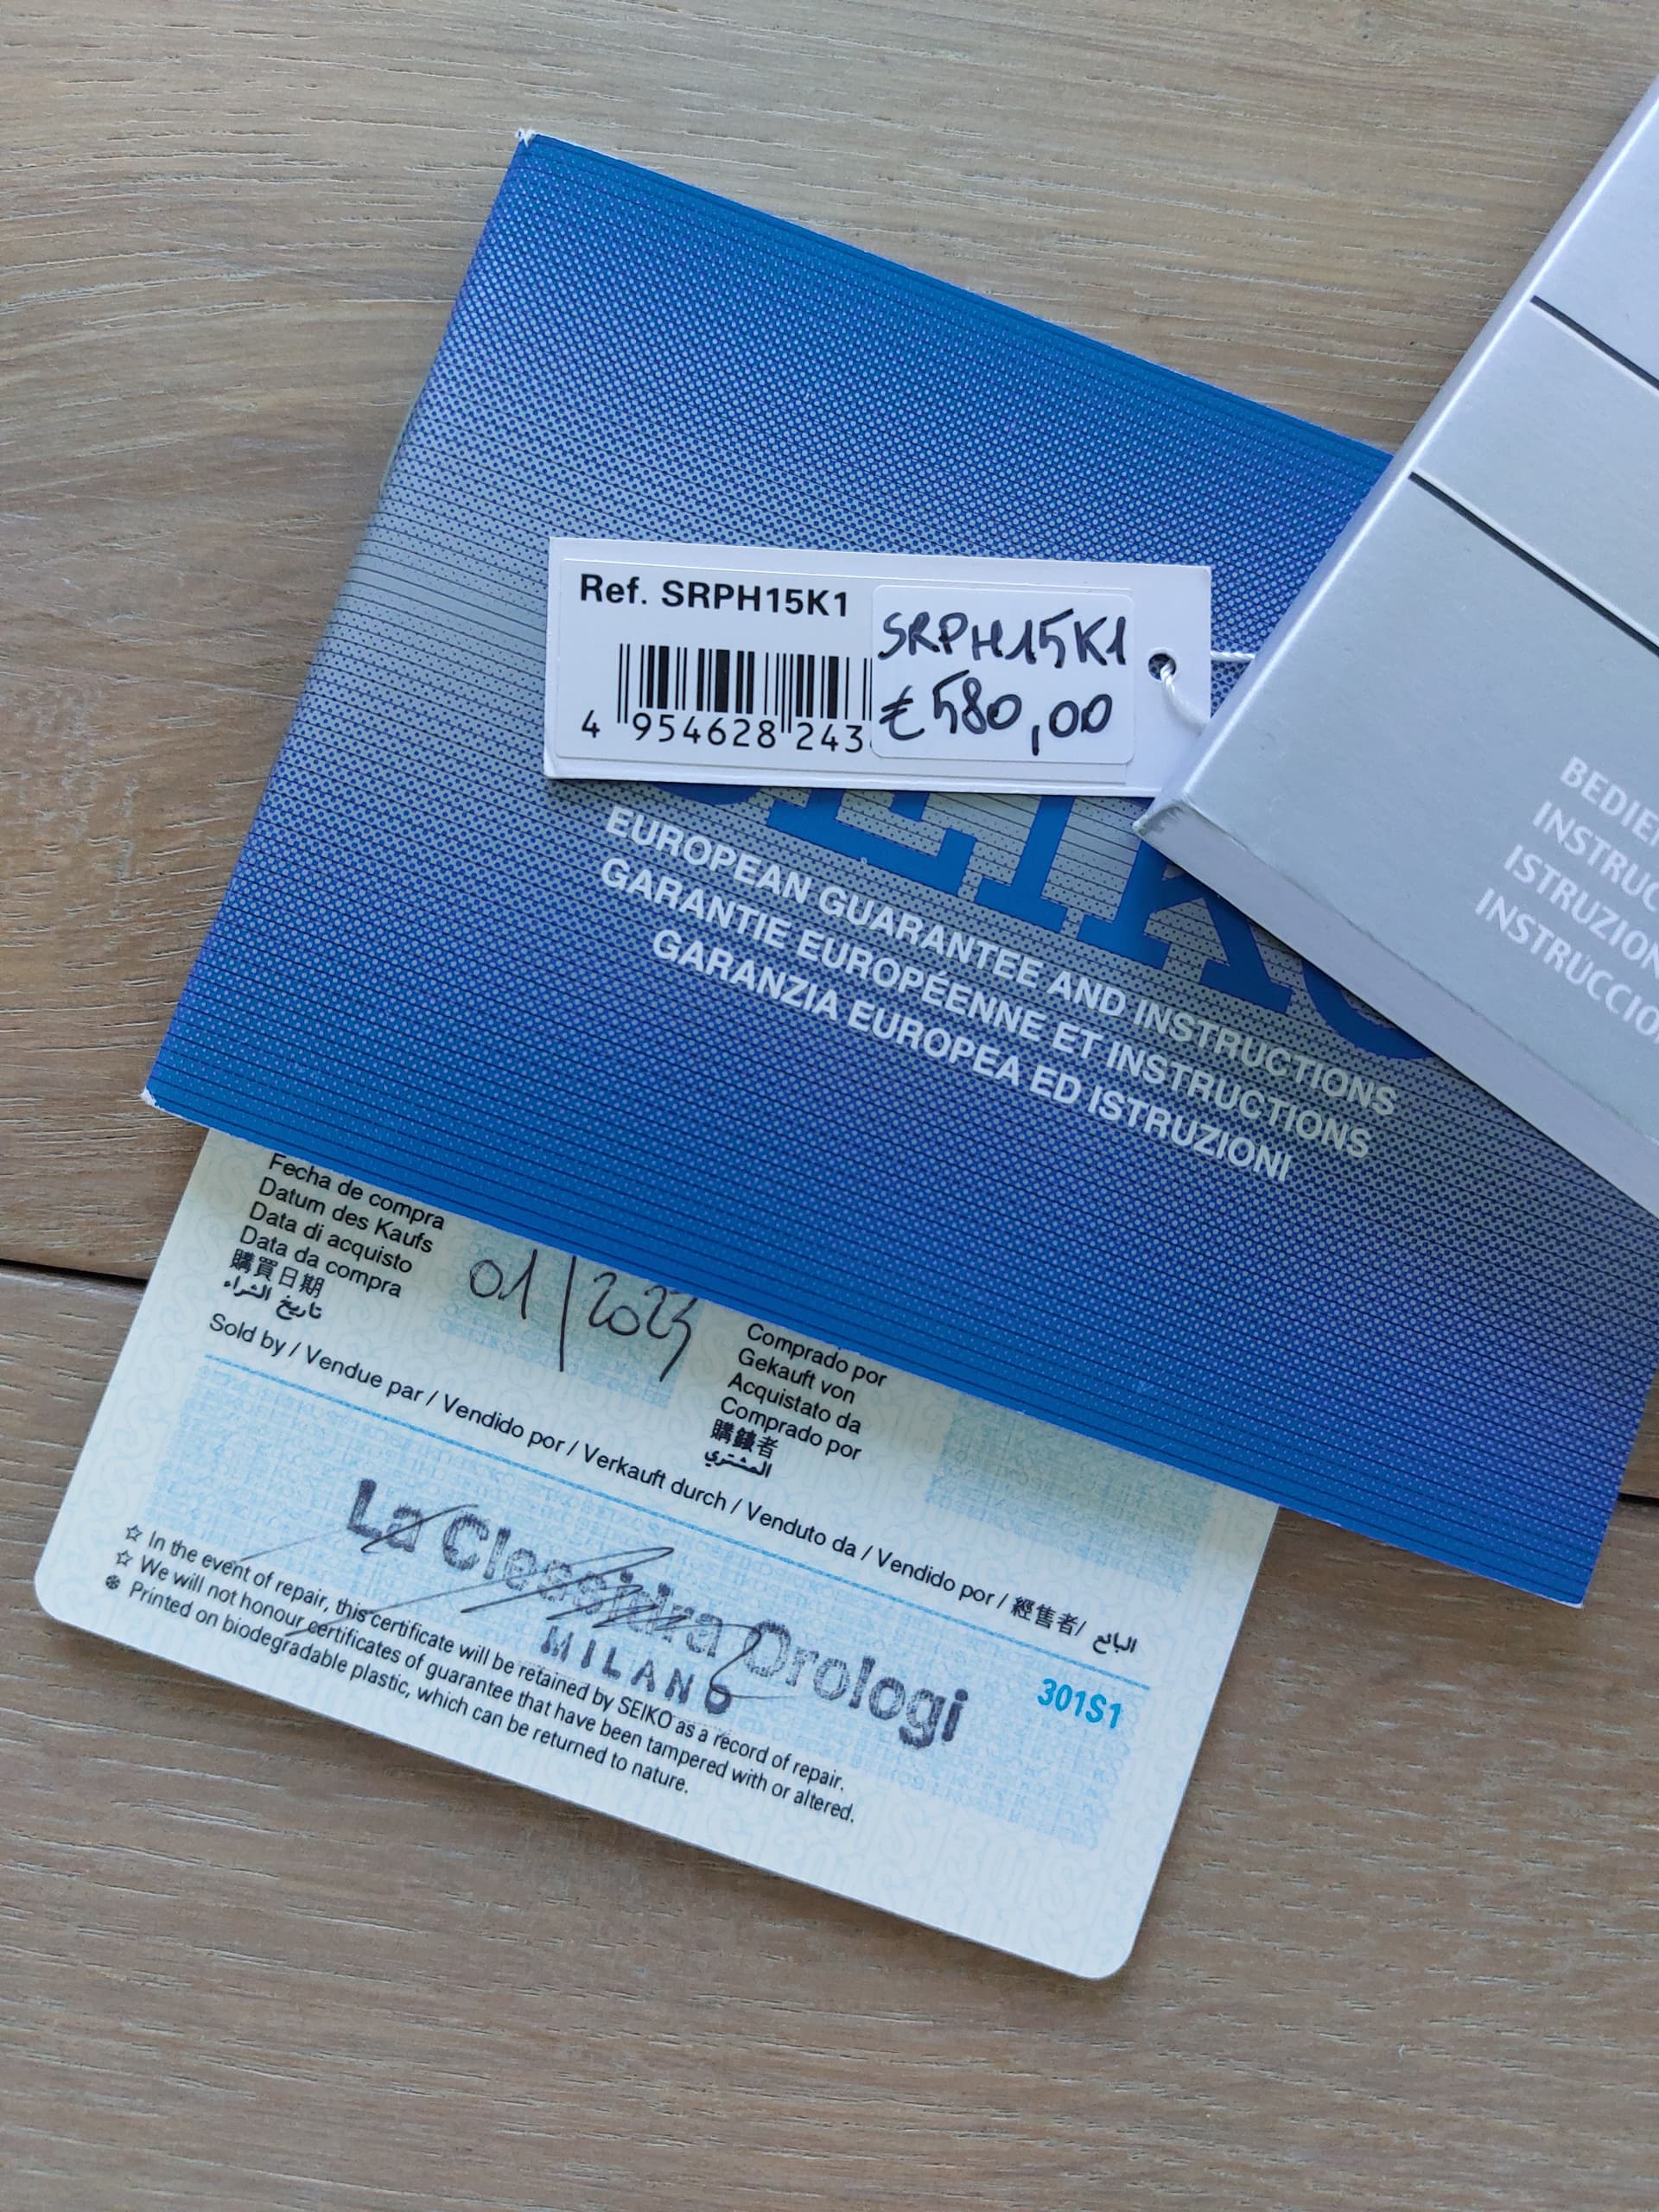 Ref. SRPH15K1
SRPH15K1
€580,00
4 954628 243
SEIKO
EUROPEAN GUARANTEE AND INSTRUCTIONS
GARANTIE EUROPÉENNE ET INSTRUCTIONS
GARANZIA EUROPEA ED ISTRUZIONI
BEDIE
INSTRUC
ISTRUZION
INSTRUCCIO
Fecha de compra
Datum des Kaufs
Data di acquisto
Data da compra
購買日期
تاريخ الشراء
01/2023
Comprado por
Gekauft von
Acquistato da
Comprado por
購錶者
المشتري
Sold by / Vendue par / Vendido por / Verkauft durch / Venduto da / Vendido por / 經售者/ البائع
La Clessidra Orologi
MILANO
301S1
☆ In the event of repair, this certificate will be retained by SEIKO as a record of repair.
☆ We will not honour certificates of guarantee that have been tampered with or altered.
Printed on biodegradable plastic, which can be returned to nature.